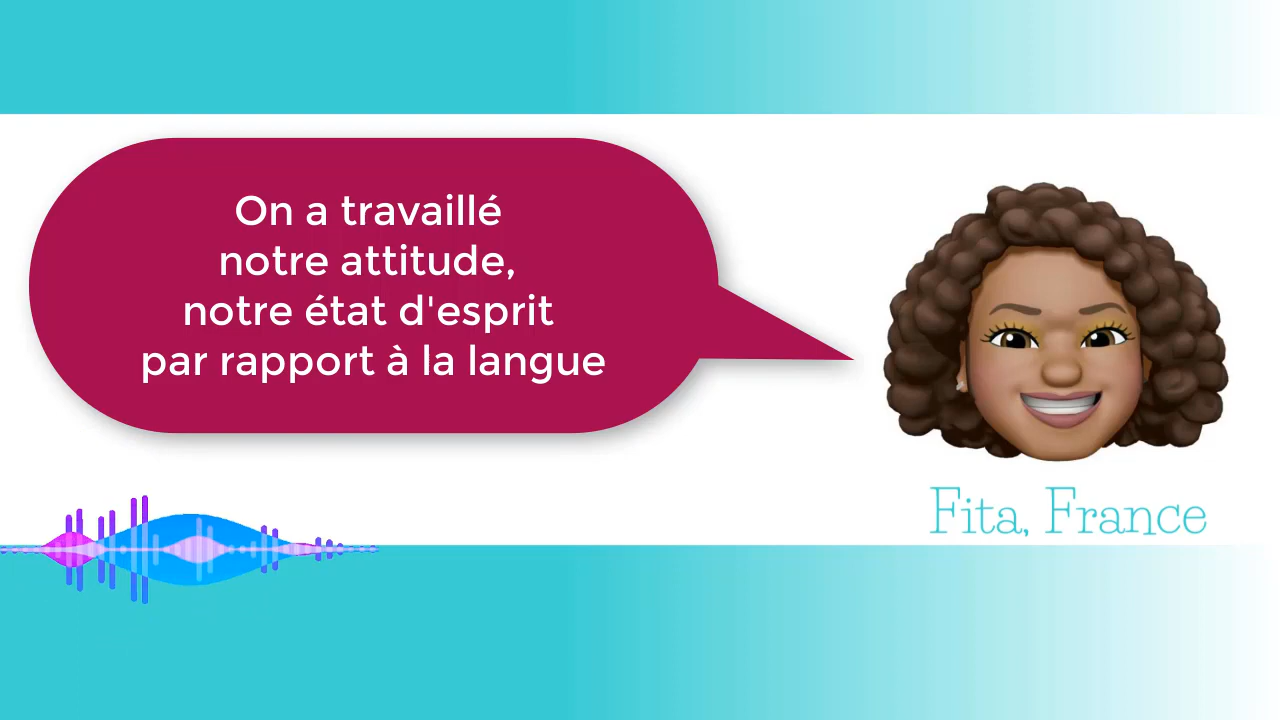 On a travaillé
notre attitude,
notre état d'esprit
par rapport à la langue
Fita, France